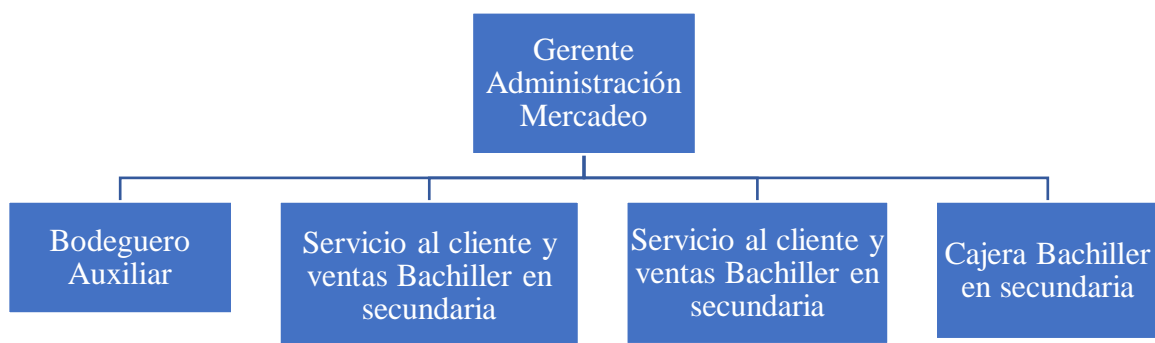 Gerente
Administración
Mercadeo
Bodeguero
Auxiliar
Servicio al cliente y
ventas Bachiller en
secundaria
Servicio al cliente y
ventas Bachiller en
secundaria
Cajera Bachiller
en secundaria